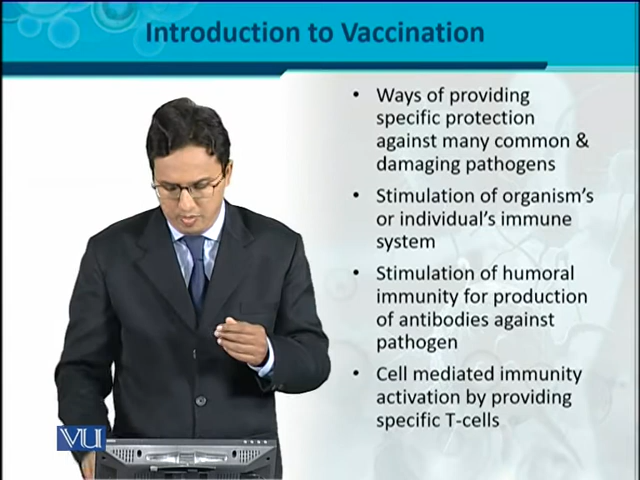 Introduction to Vaccination
• Ways of providing
specific protection
against many common &
damaging pathogens
• Stimulation of organism's
or individual's immune
system
• Stimulation of humoral
immunity for production
of antibodies against
pathogen
• Cell mediated immunity
activation by providing
specific T-cells
VU